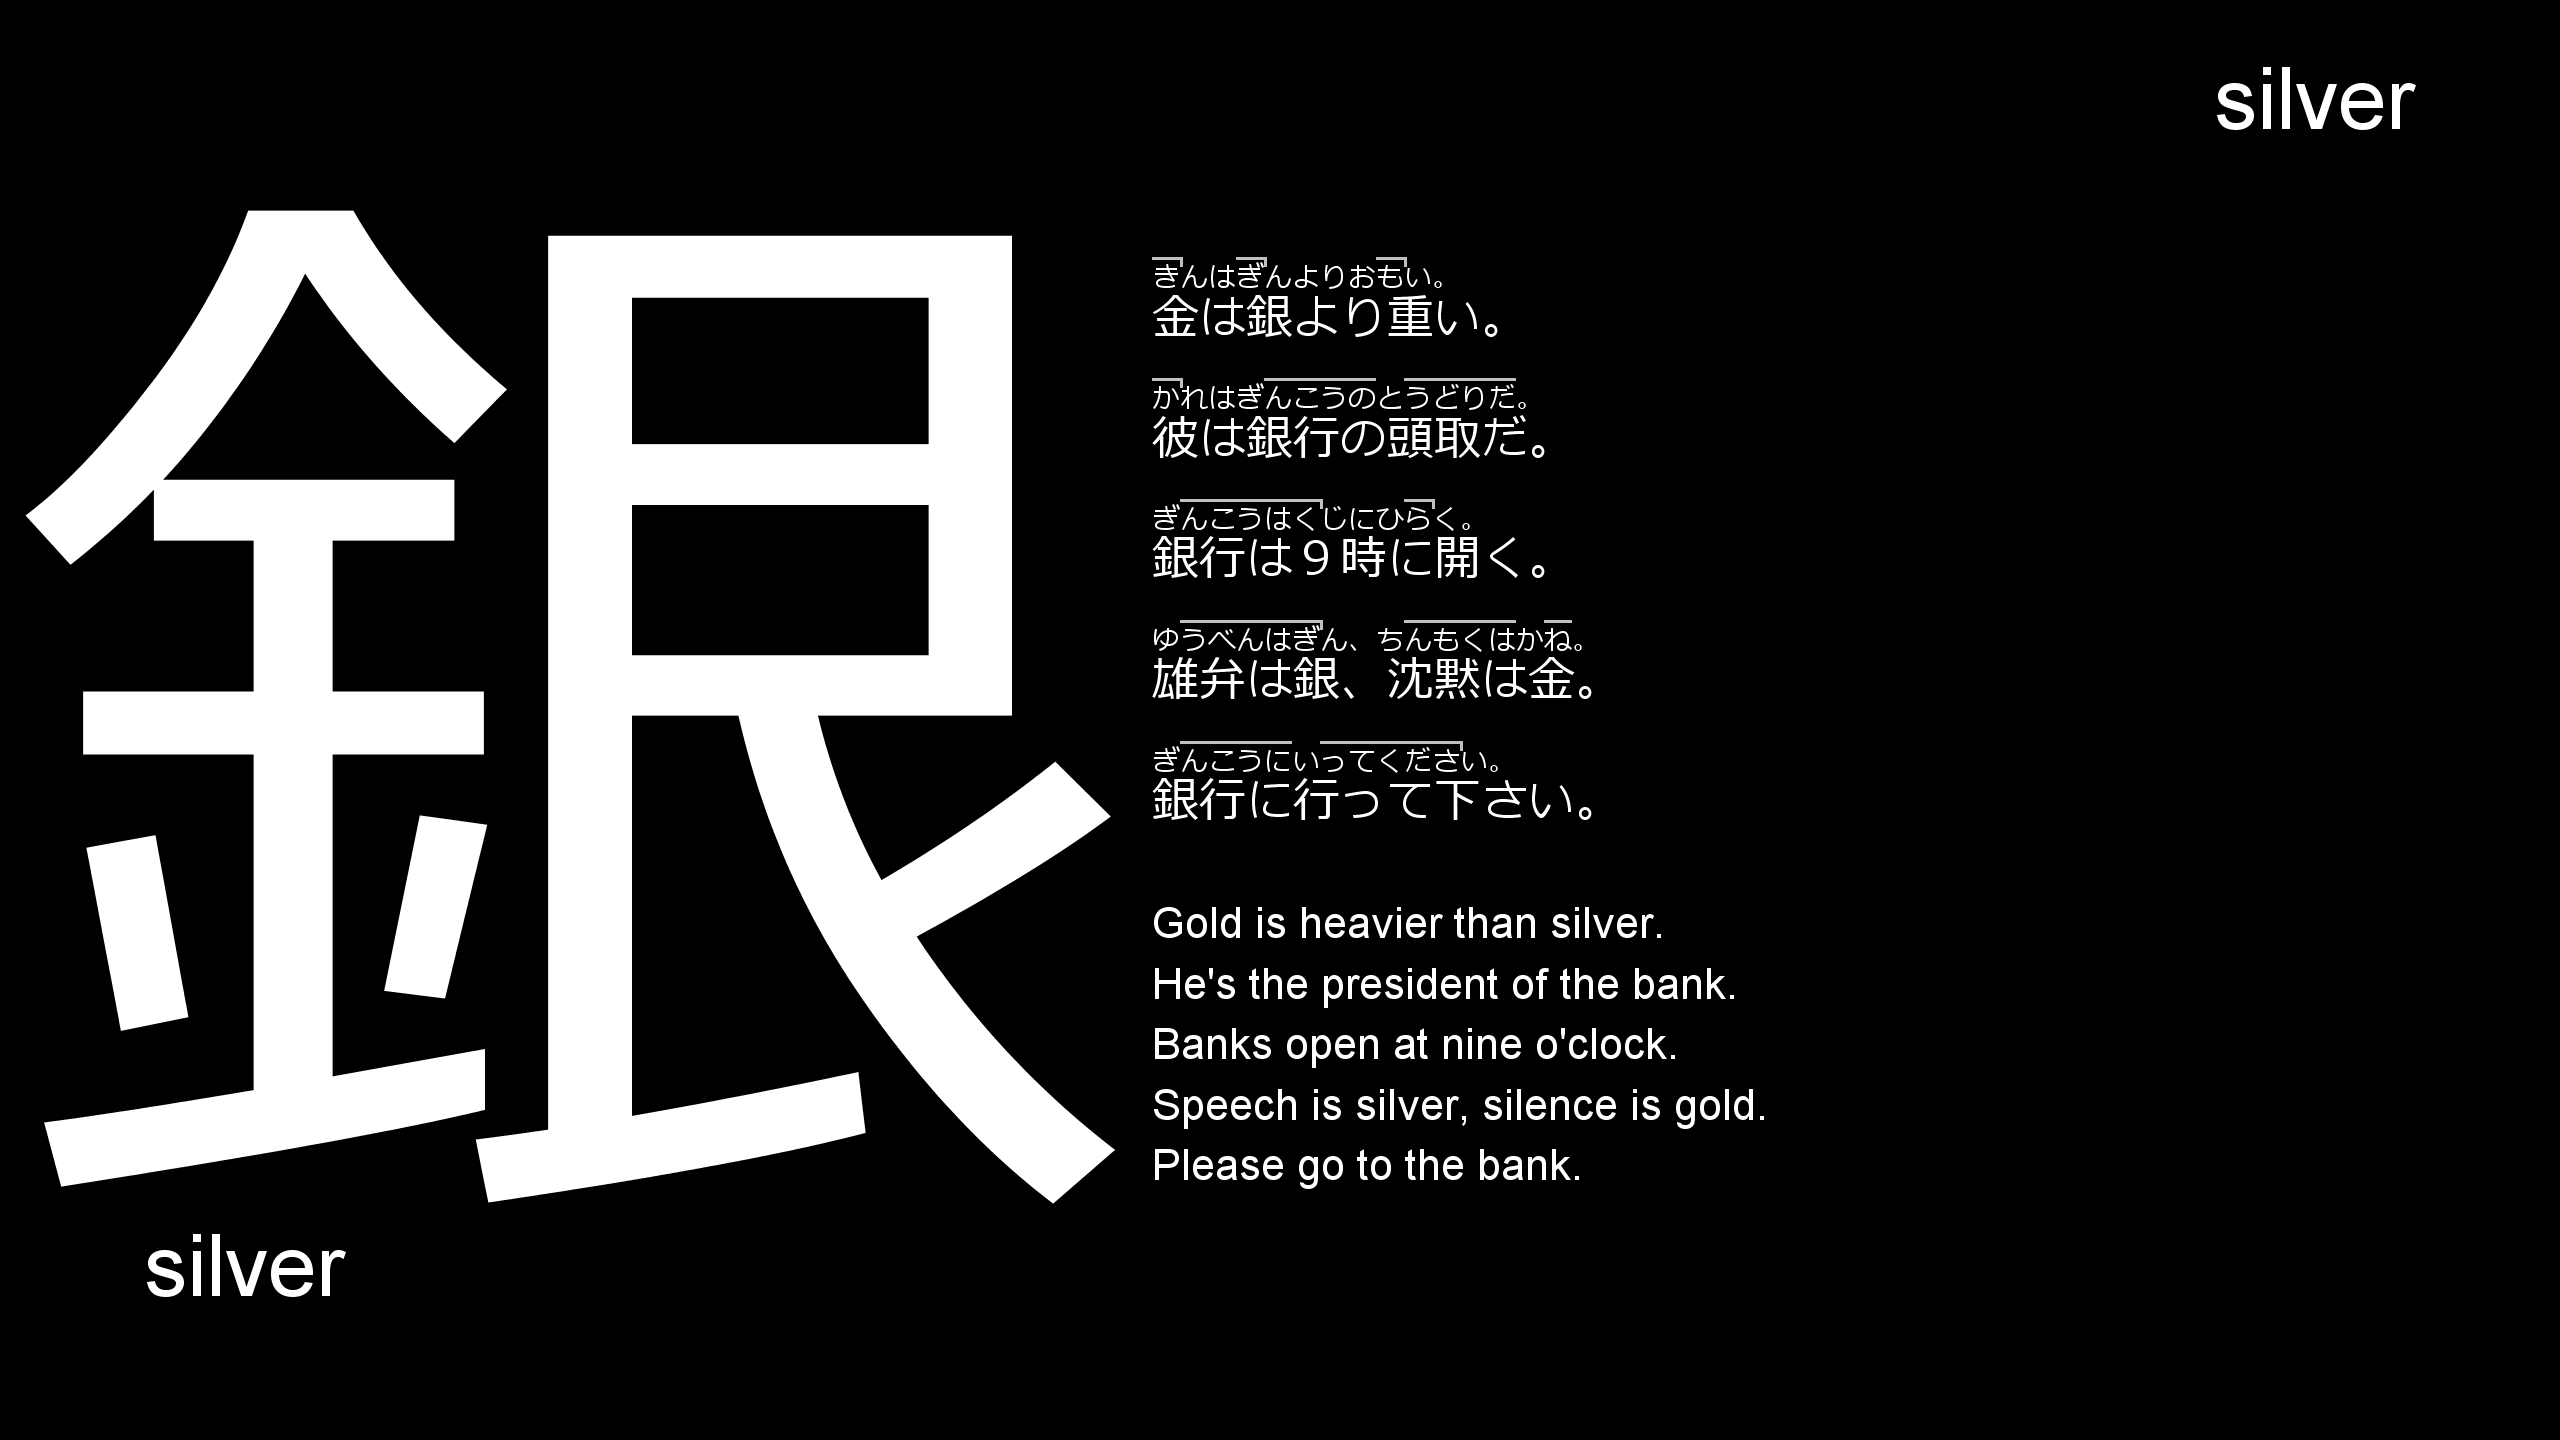 silver
銀
きんはぎんよりおもい。
金は銀より重い。
かれはぎんこうのとうどりだ。
彼は銀行の頭取だ。
ぎんこうはくじにひらく。
銀行は９時に開く。
ゆうべんはぎん、ちんもくはかね。
雄弁は銀、沈黙は金。
ぎんこうにいってください。
銀行に行って下さい。
Gold is heavier than silver.
He's the president of the bank.
Banks open at nine o'clock.
Speech is silver, silence is gold.
Please go to the bank.
silver